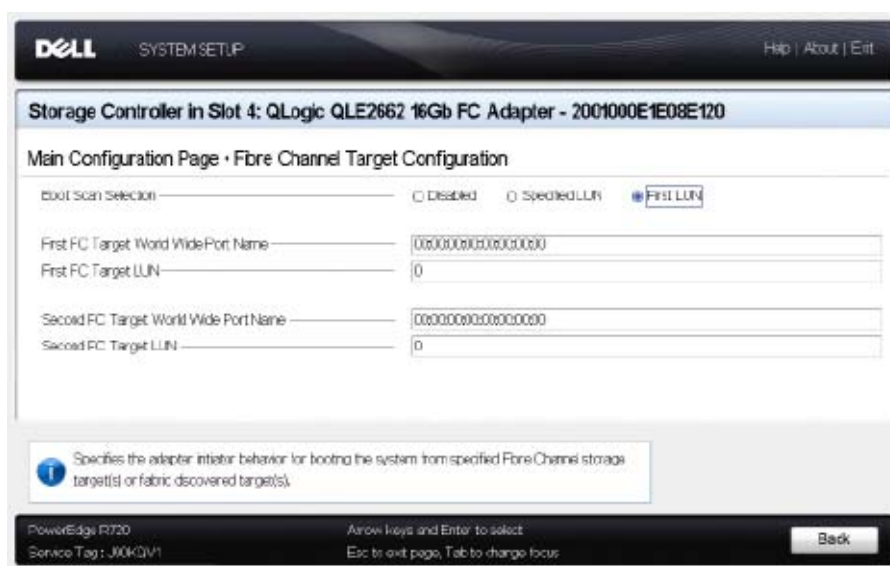 DELL SYSTEM SETUP Help | About | Exit
Storage Controller in Slot 4: QLogic QLE2662 16Gb FC Adapter - 2001000E1E08E120
Main Configuration Page • Fibre Channel Target Configuration
Boot Scan Selection Disabled Specified LUN First LUN
First FC Target World Wide Port Name 00:00:00:00:00:00:00:00
First FC Target LUN 0
Second FC Target World Wide Port Name 00:00:00:00:00:00:00:00
Second FC Target LUN 0
Specifies the adapter initiator behavior for booting the system from specified Fibre Channel storage
target(s) or fabric discovered target(s).
PowerEdge R720 Arrow keys and Enter to select
Service Tag : Esc to exit page, Tab to change focus
Back